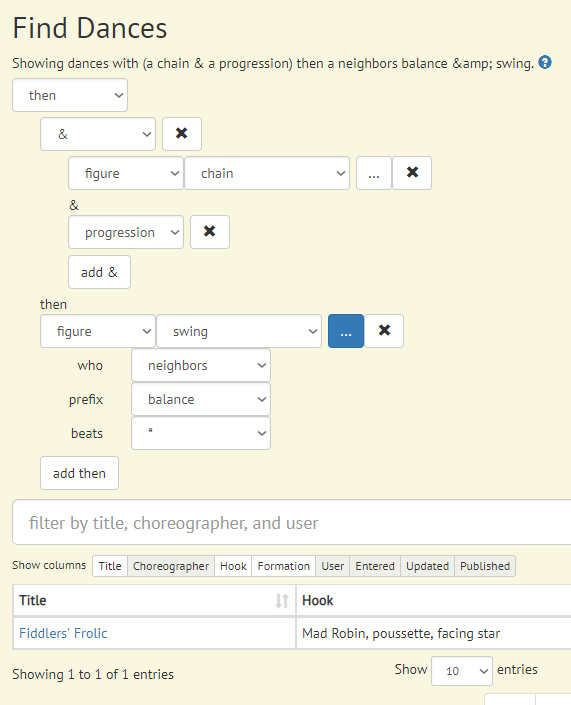 Find Dances
Showing dances with (a chain & a progression) then a neighbors balance &amp; swing. ?
then
&
figure chain ...
&
progression
add &
then
figure swing ...
who neighbors
prefix balance
beats *
add then
filter by title, choreographer, and user
Show columns Title Choreographer Hook Formation User Entered Updated Published
Title Hook
Fiddlers' Frolic Mad Robin, poussette, facing star
Showing 1 to 1 of 1 entries Show 10 entries